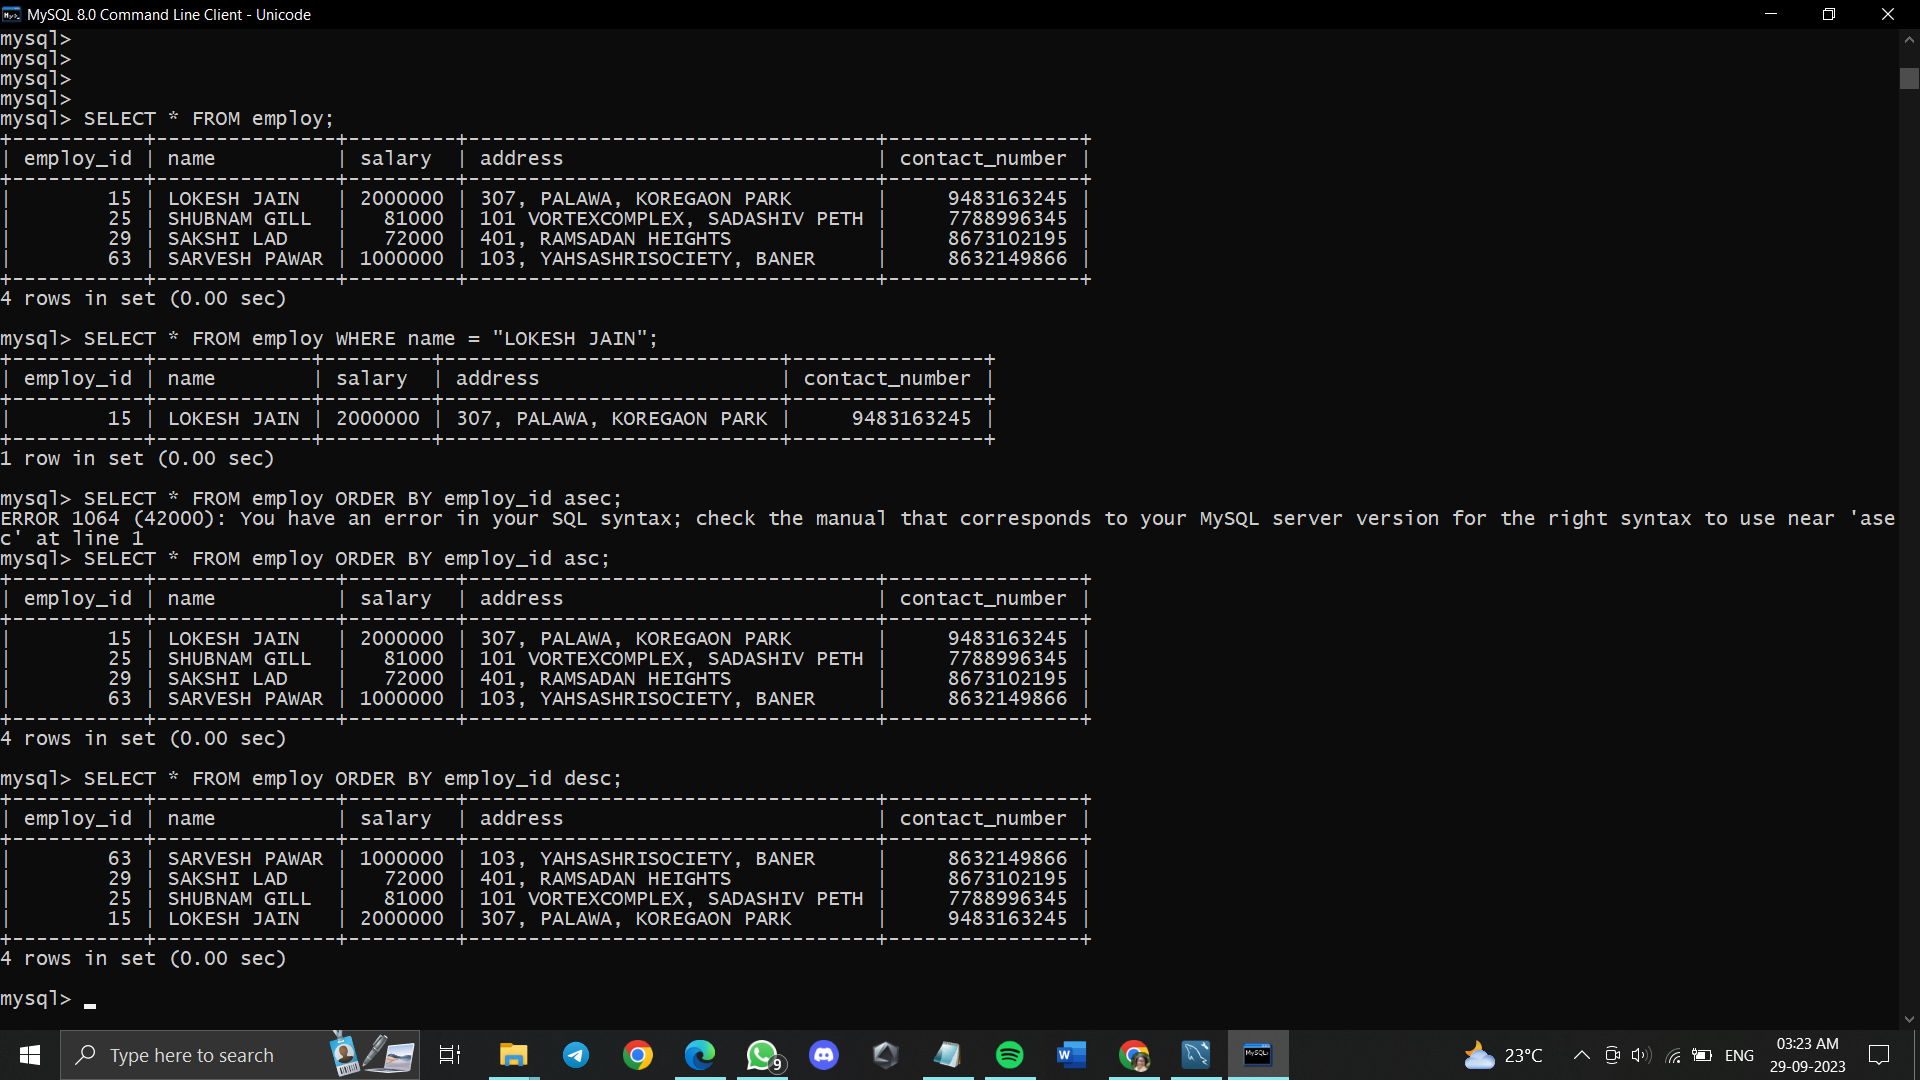 MySQL 8.0 Command Line Client - Unicode
mysql>
mysql>
mysql>
mysql>
mysql> SELECT * FROM employ;
+-----------+---------------+---------+----------------------------------+----------------+
| employ_id | name          | salary  | address                          | contact_number |
+-----------+---------------+---------+----------------------------------+----------------+
|        15 | LOKESH JAIN   | 2000000 | 307, PALAWA, KOREGAON PARK       |     9483163245 |
|        25 | SHUBNAM GILL  |   81000 | 101 VORTEXCOMPLEX, SADASHIV PETH |     7788996345 |
|        29 | SAKSHI LAD    |   72000 | 401, RAMSADAN HEIGHTS            |     8673102195 |
|        63 | SARVESH PAWAR | 1000000 | 103, YAHSASHRISOCIETY, BANER     |     8632149866 |
+-----------+---------------+---------+----------------------------------+----------------+
4 rows in set (0.00 sec)
mysql> SELECT * FROM employ WHERE name = "LOKESH JAIN";
+-----------+-------------+---------+----------------------------+----------------+
| employ_id | name        | salary  | address                    | contact_number |
+-----------+-------------+---------+----------------------------+----------------+
|        15 | LOKESH JAIN | 2000000 | 307, PALAWA, KOREGAON PARK |     9483163245 |
+-----------+-------------+---------+----------------------------+----------------+
1 row in set (0.00 sec)
mysql> SELECT * FROM employ ORDER BY employ_id asec;
ERROR 1064 (42000): You have an error in your SQL syntax; check the manual that corresponds to your MySQL server version for the right syntax to use near 'ase
c' at line 1
mysql> SELECT * FROM employ ORDER BY employ_id asc;
+-----------+---------------+---------+----------------------------------+----------------+
| employ_id | name          | salary  | address                          | contact_number |
+-----------+---------------+---------+----------------------------------+----------------+
|        15 | LOKESH JAIN   | 2000000 | 307, PALAWA, KOREGAON PARK       |     9483163245 |
|        25 | SHUBNAM GILL  |   81000 | 101 VORTEXCOMPLEX, SADASHIV PETH |     7788996345 |
|        29 | SAKSHI LAD    |   72000 | 401, RAMSADAN HEIGHTS            |     8673102195 |
|        63 | SARVESH PAWAR | 1000000 | 103, YAHSASHRISOCIETY, BANER     |     8632149866 |
+-----------+---------------+---------+----------------------------------+----------------+
4 rows in set (0.00 sec)
mysql> SELECT * FROM employ ORDER BY employ_id desc;
+-----------+---------------+---------+----------------------------------+----------------+
| employ_id | name          | salary  | address                          | contact_number |
+-----------+---------------+---------+----------------------------------+----------------+
|        63 | SARVESH PAWAR | 1000000 | 103, YAHSASHRISOCIETY, BANER     |     8632149866 |
|        29 | SAKSHI LAD    |   72000 | 401, RAMSADAN HEIGHTS            |     8673102195 |
|        25 | SHUBNAM GILL  |   81000 | 101 VORTEXCOMPLEX, SADASHIV PETH |     7788996345 |
|        15 | LOKESH JAIN   | 2000000 | 307, PALAWA, KOREGAON PARK       |     9483163245 |
+-----------+---------------+---------+----------------------------------+----------------+
4 rows in set (0.00 sec)
mysql> _
Type here to search
9
23°C
ENG
03:23 AM
29-09-2023